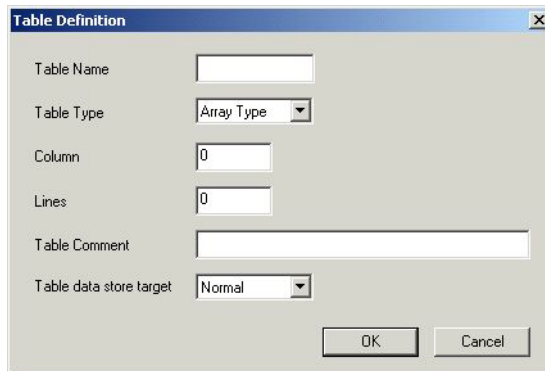 Table Definition
Table Name
Table Type Array Type
Column 0
Lines 0
Table Comment
Table data store target Normal
OK Cancel